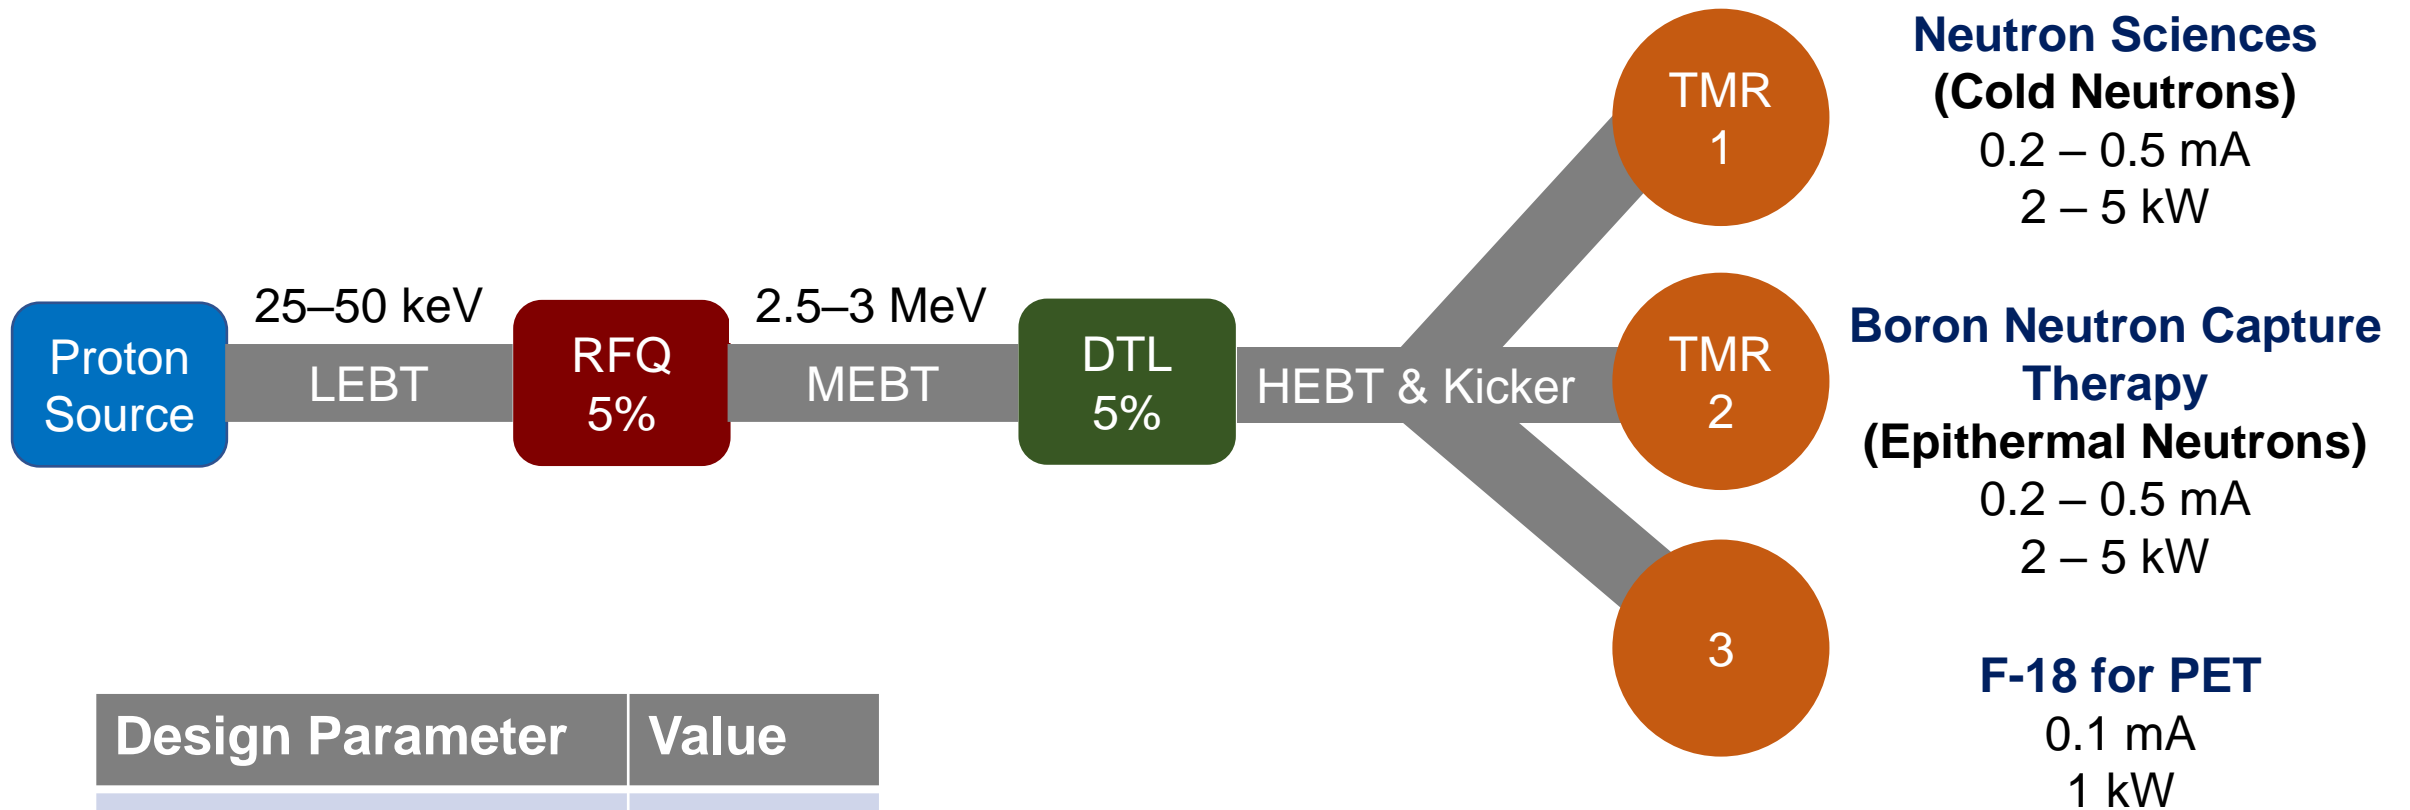 Neutron Sciences
(Cold Neutrons)
0.2 – 0.5 mA
2 – 5 kW
TMR
1
25–50 keV
2.5–3 MeV
Proton
Source
LEBT
RFQ
5%
MEBT
DTL
5%
HEBT & Kicker
TMR
2
Boron Neutron Capture
Therapy
(Epithermal Neutrons)
0.2 – 0.5 mA
2 – 5 kW
3
F-18 for PET
0.1 mA
1 kW
Design Parameter
Value